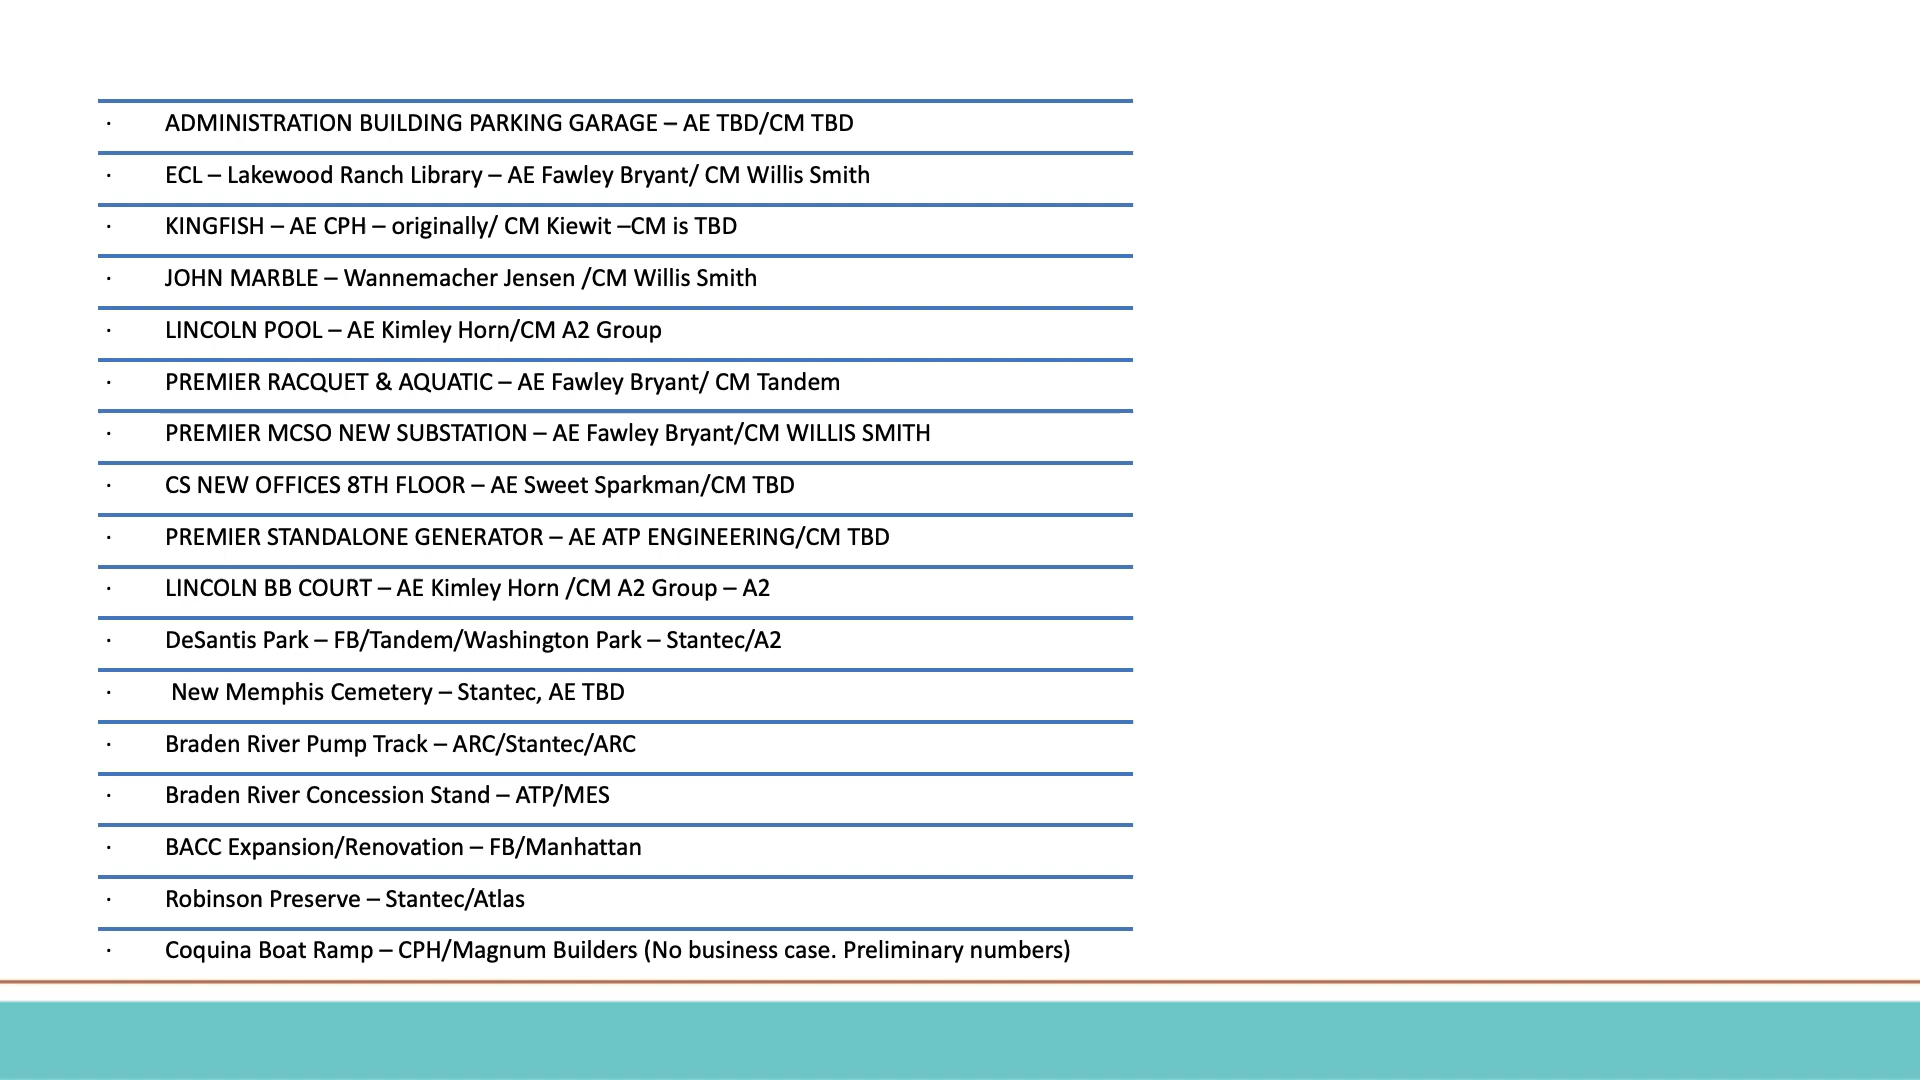 · ADMINISTRATION BUILDING PARKING GARAGE – AE TBD/CM TBD
· ECL – Lakewood Ranch Library – AE Fawley Bryant/ CM Willis Smith
· KINGFISH – AE CPH – originally/ CM Kiewit –CM is TBD
· JOHN MARBLE – Wannemacher Jensen /CM Willis Smith
· LINCOLN POOL – AE Kimley Horn/CM A2 Group
· PREMIER RACQUET & AQUATIC – AE Fawley Bryant/ CM Tandem
· PREMIER MCSO NEW SUBSTATION – AE Fawley Bryant/CM WILLIS SMITH
· CS NEW OFFICES 8TH FLOOR – AE Sweet Sparkman/CM TBD
· PREMIER STANDALONE GENERATOR – AE ATP ENGINEERING/CM TBD
· LINCOLN BB COURT – AE Kimley Horn /CM A2 Group – A2
· DeSantis Park – FB/Tandem/Washington Park – Stantec/A2
· New Memphis Cemetery – Stantec, AE TBD
· Braden River Pump Track – ARC/Stantec/ARC
· Braden River Concession Stand – ATP/MES
· BACC Expansion/Renovation – FB/Manhattan
· Robinson Preserve – Stantec/Atlas
· Coquina Boat Ramp – CPH/Magnum Builders (No business case. Preliminary numbers)